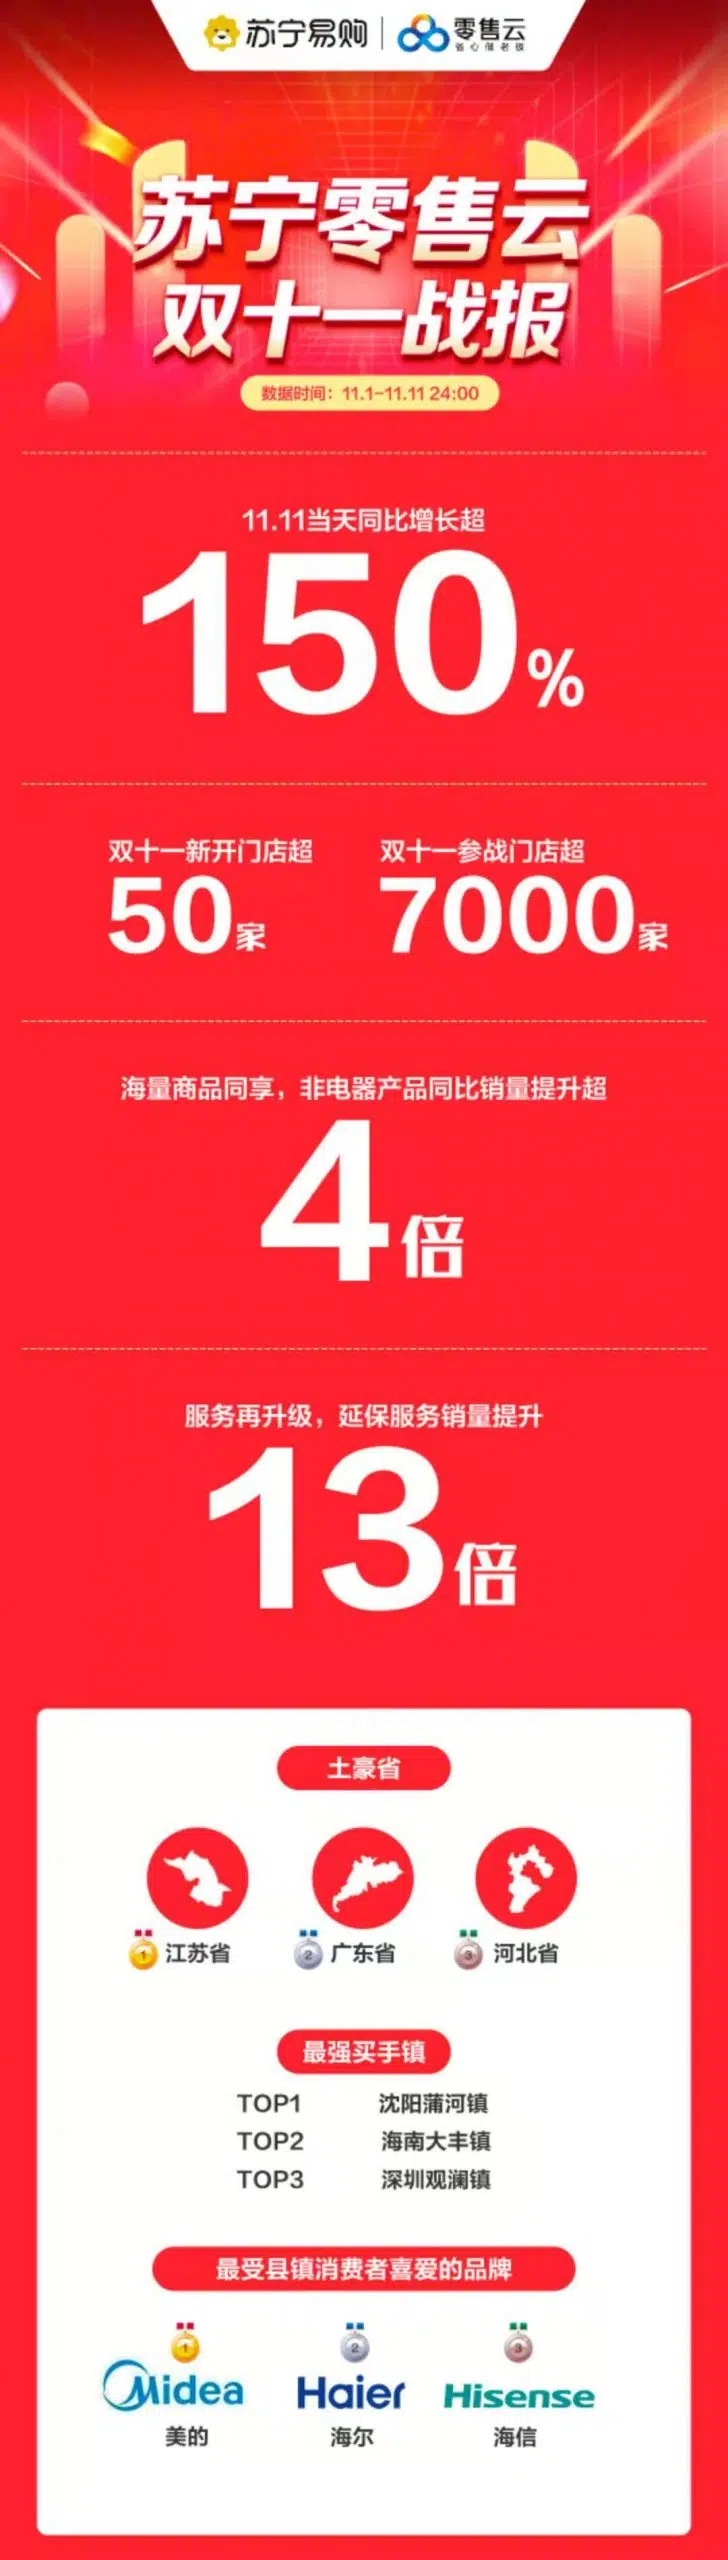 苏宁易购 | 零售云
省心做老板
苏宁零售云
双十一战报
数据时间：11.1-11.11 24:00
11.11当天同比增长超
150%
双十一新开门店超
50家
双十一参战门店超
7000家
海量商品同享，非电器产品同比销量提升超
4倍
服务再升级，延保服务销量提升
13倍
土豪省
1 江苏省
2 广东省
3 河北省
最强买手镇
TOP1 沈阳蒲河镇
TOP2 海南大丰镇
TOP3 深圳观澜镇
最受县镇消费者喜爱的品牌
1 2 3
Midea Haier Hisense
美的 海尔 海信